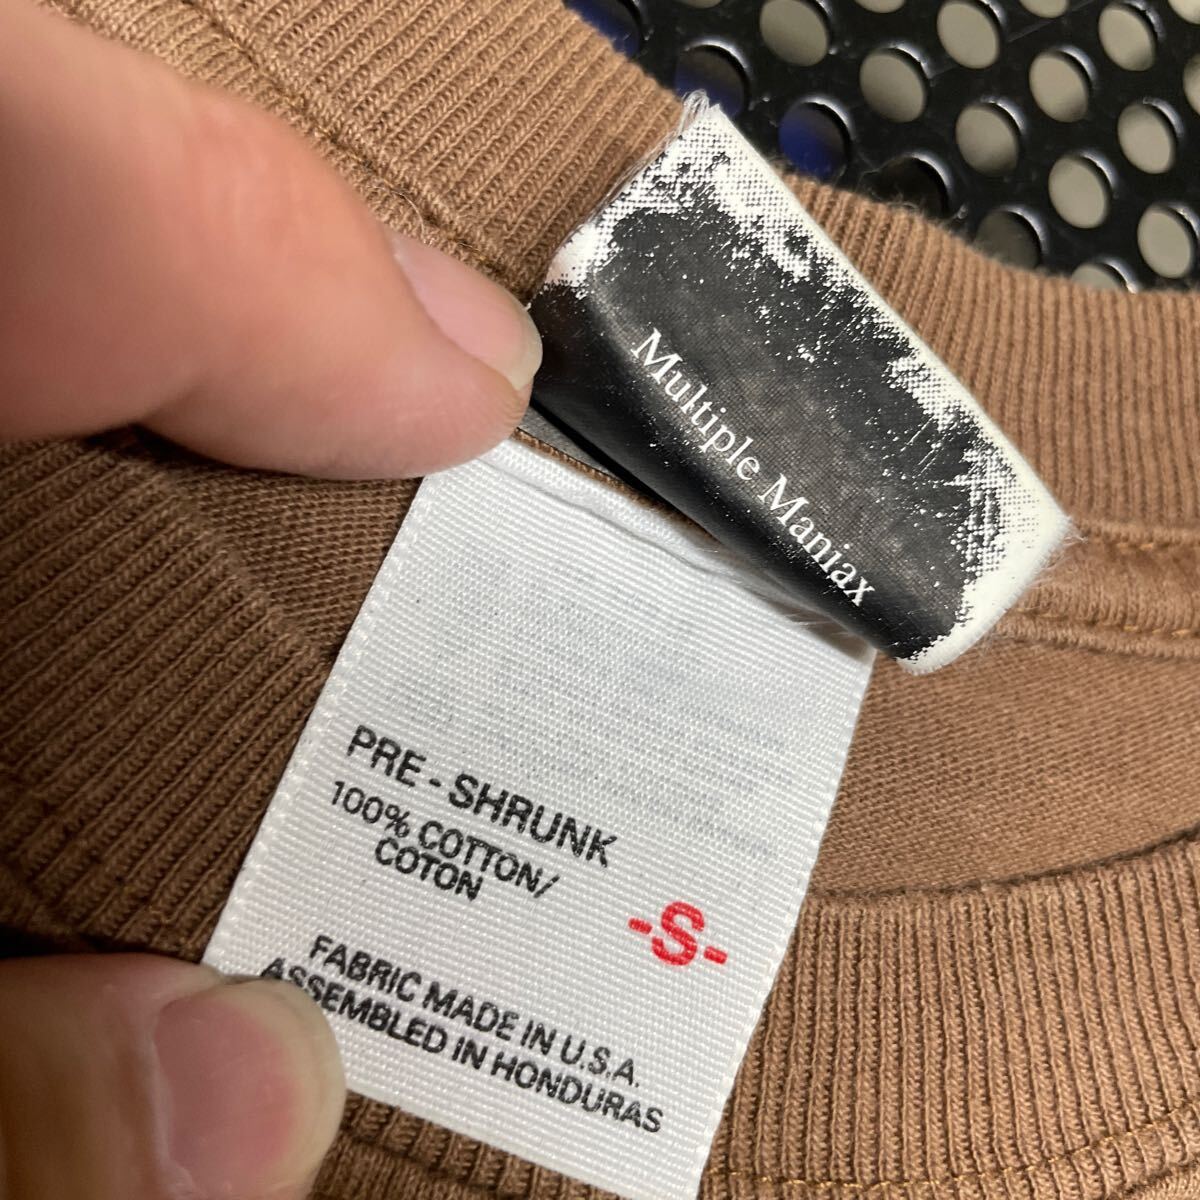 Multiple Maniax
PRE - SHRUNK
100% COTTON/
COTON
-S-
FABRIC MADE IN U.S.A.
ASSEMBLED IN HONDURAS